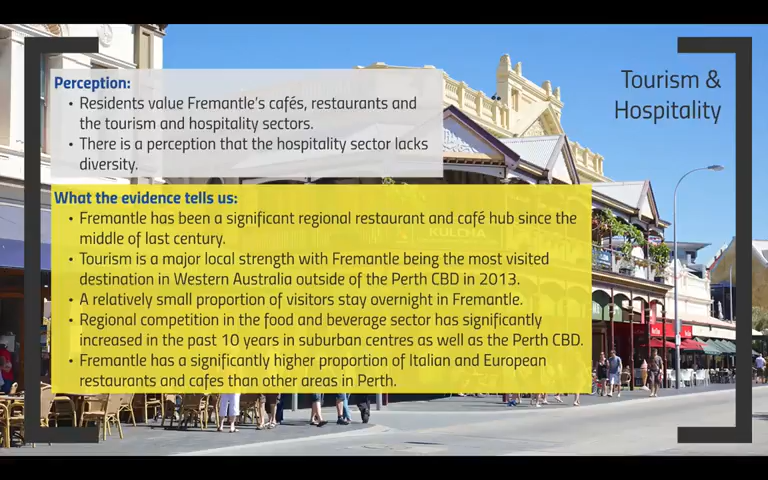 Tourism &
Hospitality
Perception:
• Residents value Fremantle's cafés, restaurants and
the tourism and hospitality sectors.
• There is a perception that the hospitality sector lacks
diversity.
What the evidence tells us:
• Fremantle has been a significant regional restaurant and café hub since the
middle of last century.
• Tourism is a major local strength with Fremantle being the most visited
destination in Western Australia outside of the Perth CBD in 2013.
• A relatively small proportion of visitors stay overnight in Fremantle.
• Regional competition in the food and beverage sector has significantly
increased in the past 10 years in suburban centres as well as the Perth CBD.
• Fremantle has a significantly higher proportion of Italian and European
restaurants and cafes than other areas in Perth.
KULCHA